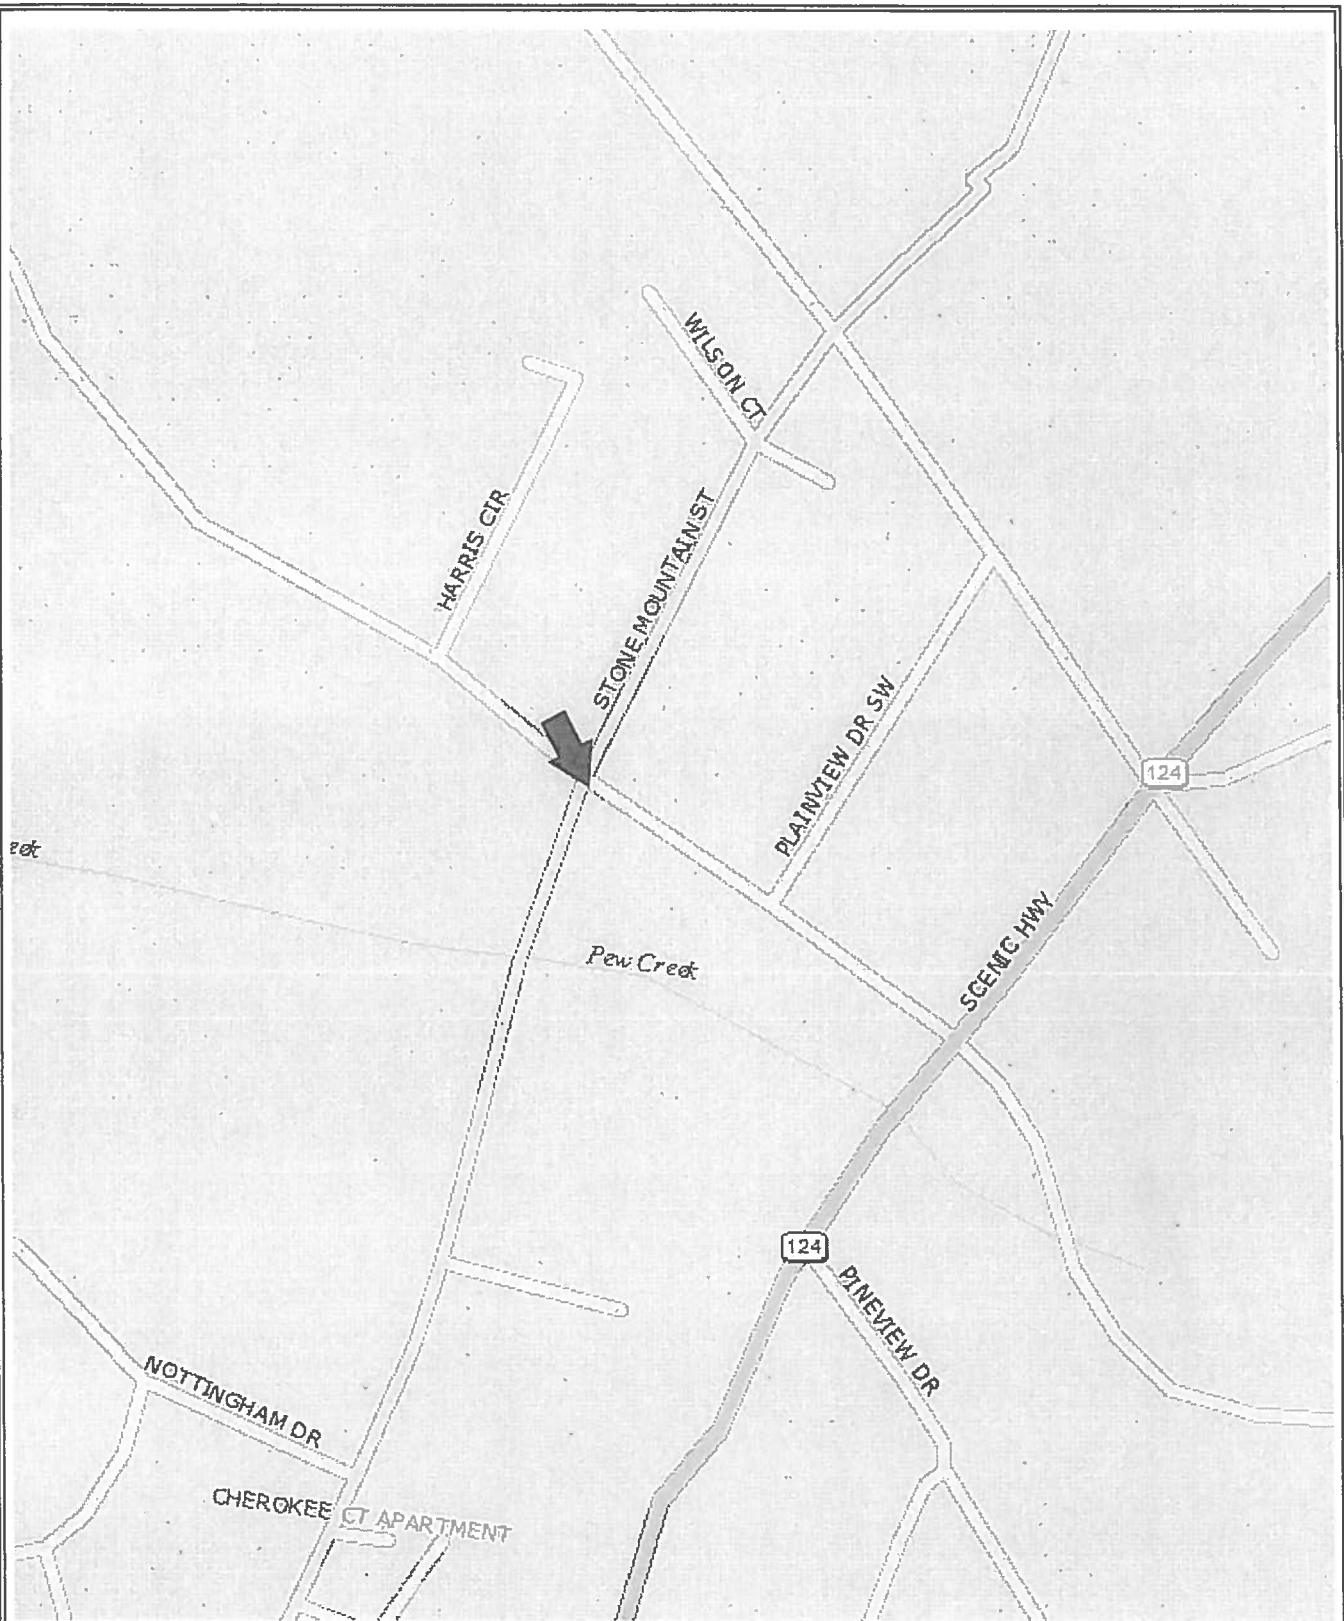 WILSON CT
HARRIS CIR
STONE MOUNTAIN ST
PLAINVIEW DR SW
124
Pew Creek
SCENIC HWY
124
PINEVIEW DR
NOTTINGHAM DR
CHEROKEE CT APARTMENT